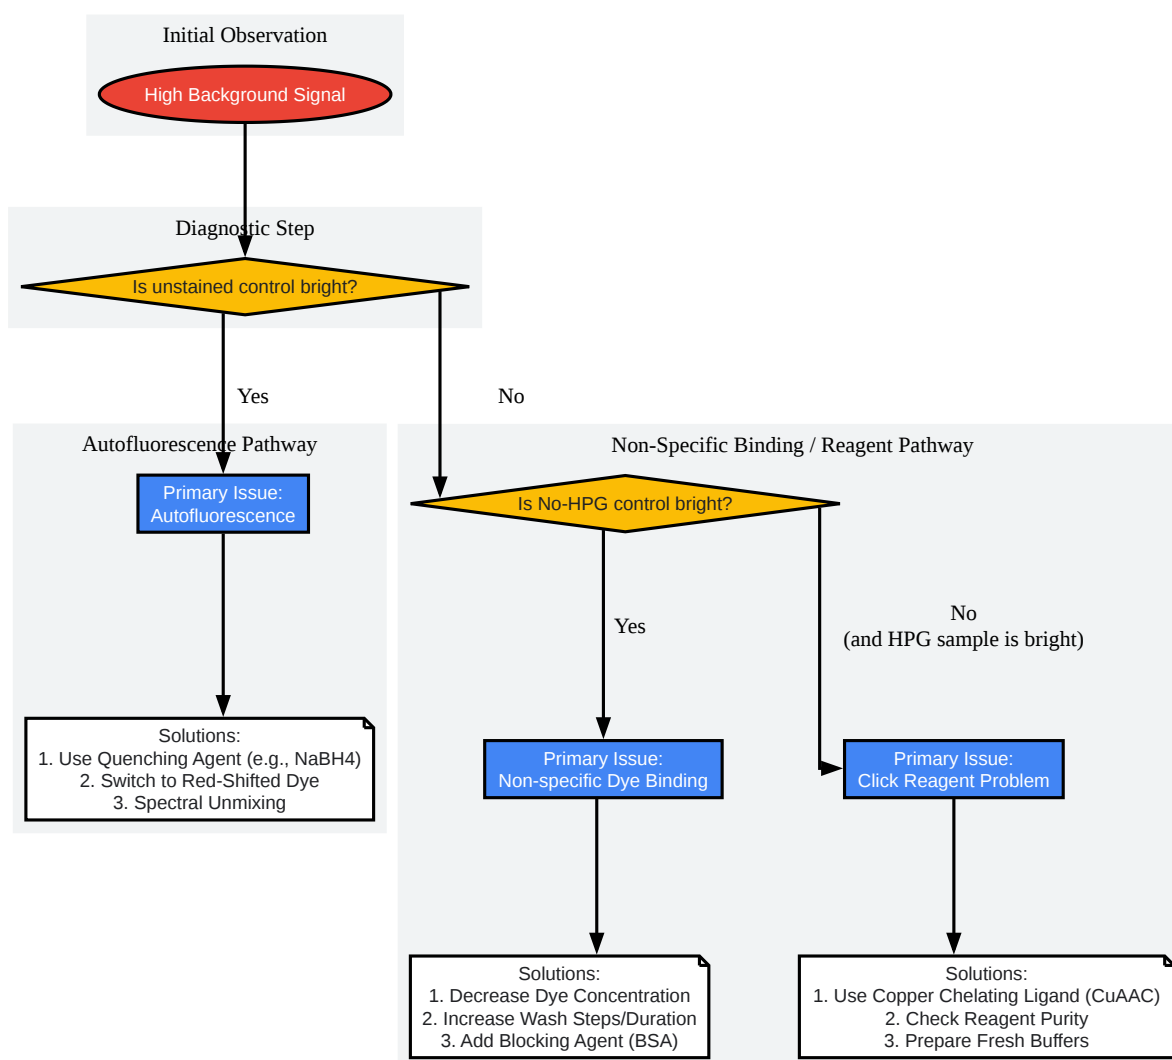 Initial Observation
High Background Signal
Diagnostic Step
Is unstained control bright?
Yes
No
Autofluorescence Pathway
Primary Issue:
Autofluorescence
Solutions:
1. Use Quenching Agent (e.g., NaBH4)
2. Switch to Red-Shifted Dye
3. Spectral Unmixing
Non-Specific Binding / Reagent Pathway
Is No-HPG control bright?
Yes
No
(and HPG sample is bright)
Primary Issue:
Non-specific Dye Binding
Primary Issue:
Click Reagent Problem
Solutions:
1. Decrease Dye Concentration
2. Increase Wash Steps/Duration
3. Add Blocking Agent (BSA)
Solutions:
1. Use Copper Chelating Ligand (CuAAC)
2. Check Reagent Purity
3. Prepare Fresh Buffers